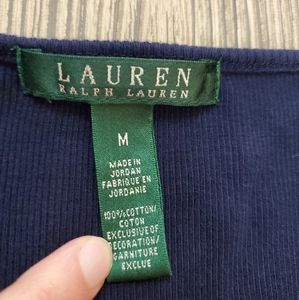 LAUREN
RALPH LAUREN
M
MADE IN
JORDAN
FABRIQUE EN
JORDANIE
100%COTTON/
COTON
EXCLUSIVE OF
DECORATION/
GARNITURE
EXCLUE